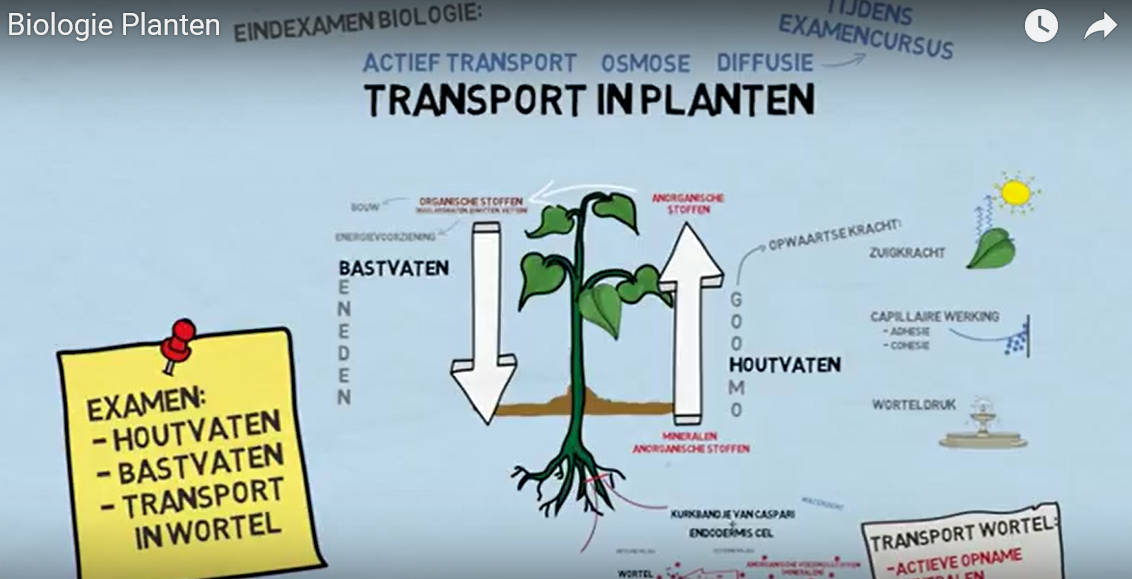 Biologie Planten
EINDEXAMEN BIOLOGIE:
TIJDENS
EXAMENCURSUS
ACTIEF TRANSPORT OSMOSE DIFFUSIE
TRANSPORT IN PLANTEN
BOUW
ORGANISCHE STOFFEN
ENERGIEVOORZIENING
BASTVATEN
E
N
E
D
E
N
ANORGANISCHE
STOFFEN
OPWAARTSE KRACHT:
G
O
O
HOUTVATEN
M
O
ZUIGKRACHT
CAPILLAIRE WERKING
- ADHESIE
- COHESIE
WORTELDRUK
MINERALEN
ANORGANISCHE STOFFEN
EXAMEN:
- HOUTVATEN
- BASTVATEN
- TRANSPORT
IN WORTEL
KURKBANDJE VAN CASPARI
+
ENDODERMIS CEL
WORTEL
TRANSPORT WORTEL:
- ACTIEVE OPNAME